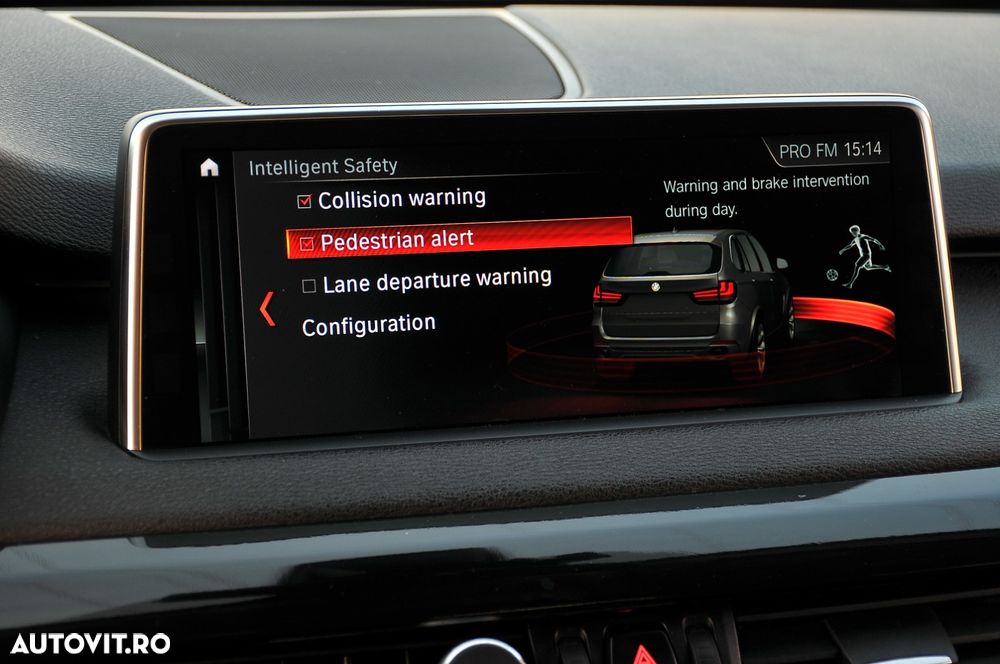 PRO FM 15:14
Intelligent Safety
Collision warning
Pedestrian alert
Lane departure warning
Configuration
Warning and brake intervention
during day.
AUTOVIT.RO